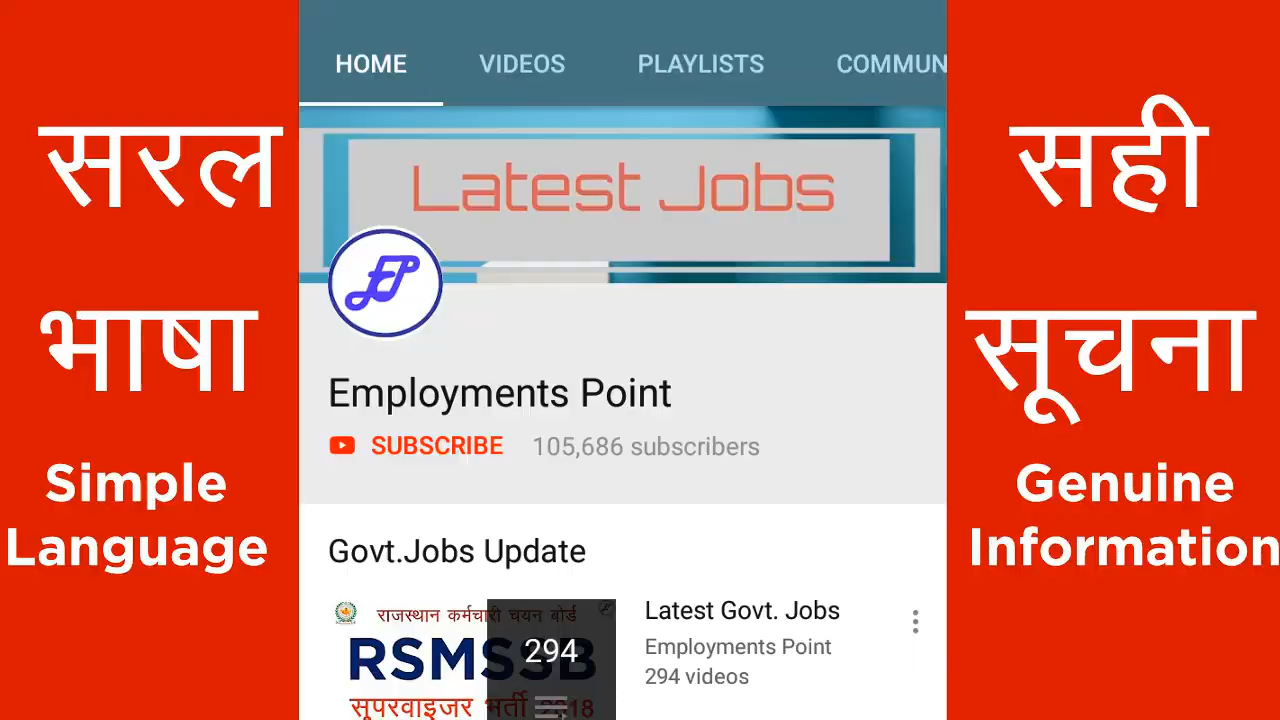 सरल
भाषा
Simple
Language
HOME VIDEOS PLAYLISTS COMMUN
Latest Jobs
EP
Employments Point
SUBSCRIBE 105,686 subscribers
Govt.Jobs Update
राजस्थान कर्मचारी चयन बोर्ड
RSMSSB
सुपरवाइजर भर्ती 2018
294
Latest Govt. Jobs
Employments Point
294 videos
सही
सूचना
Genuine
Information